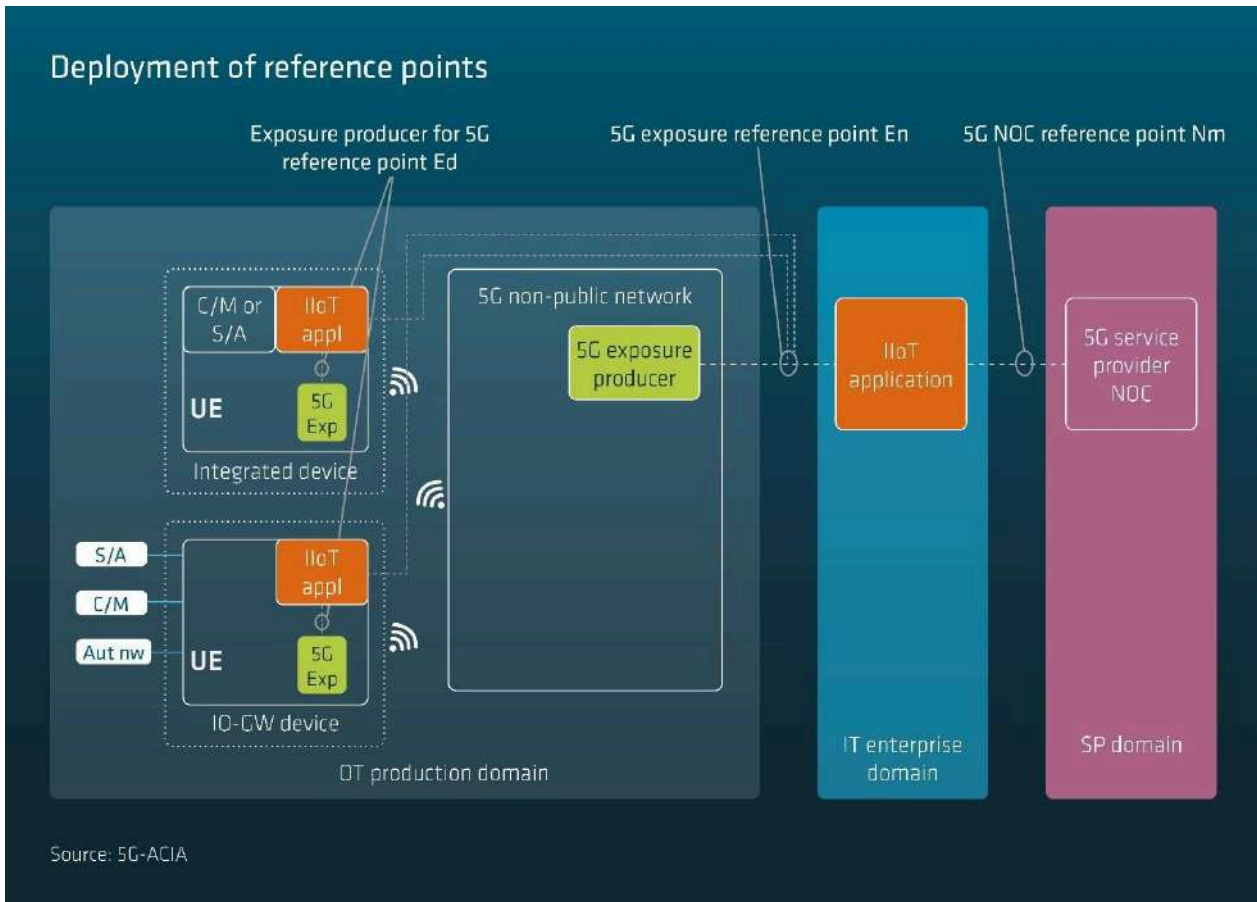 Deployment of reference points
Exposure producer for 5G
reference point Ed
5G exposure reference point En
5G NOC reference point Nm
C/M or
S/A
IIoT
appl
UE
5G
Exp
Integrated device
S/A
C/M
Aut nw
IIoT
appl
UE
5G
Exp
IO-GW device
OT production domain
5G non-public network
5G exposure
producer
IIoT
application
IT enterprise
domain
5G service
provider
NOC
SP domain
Source: 5G-ACIA